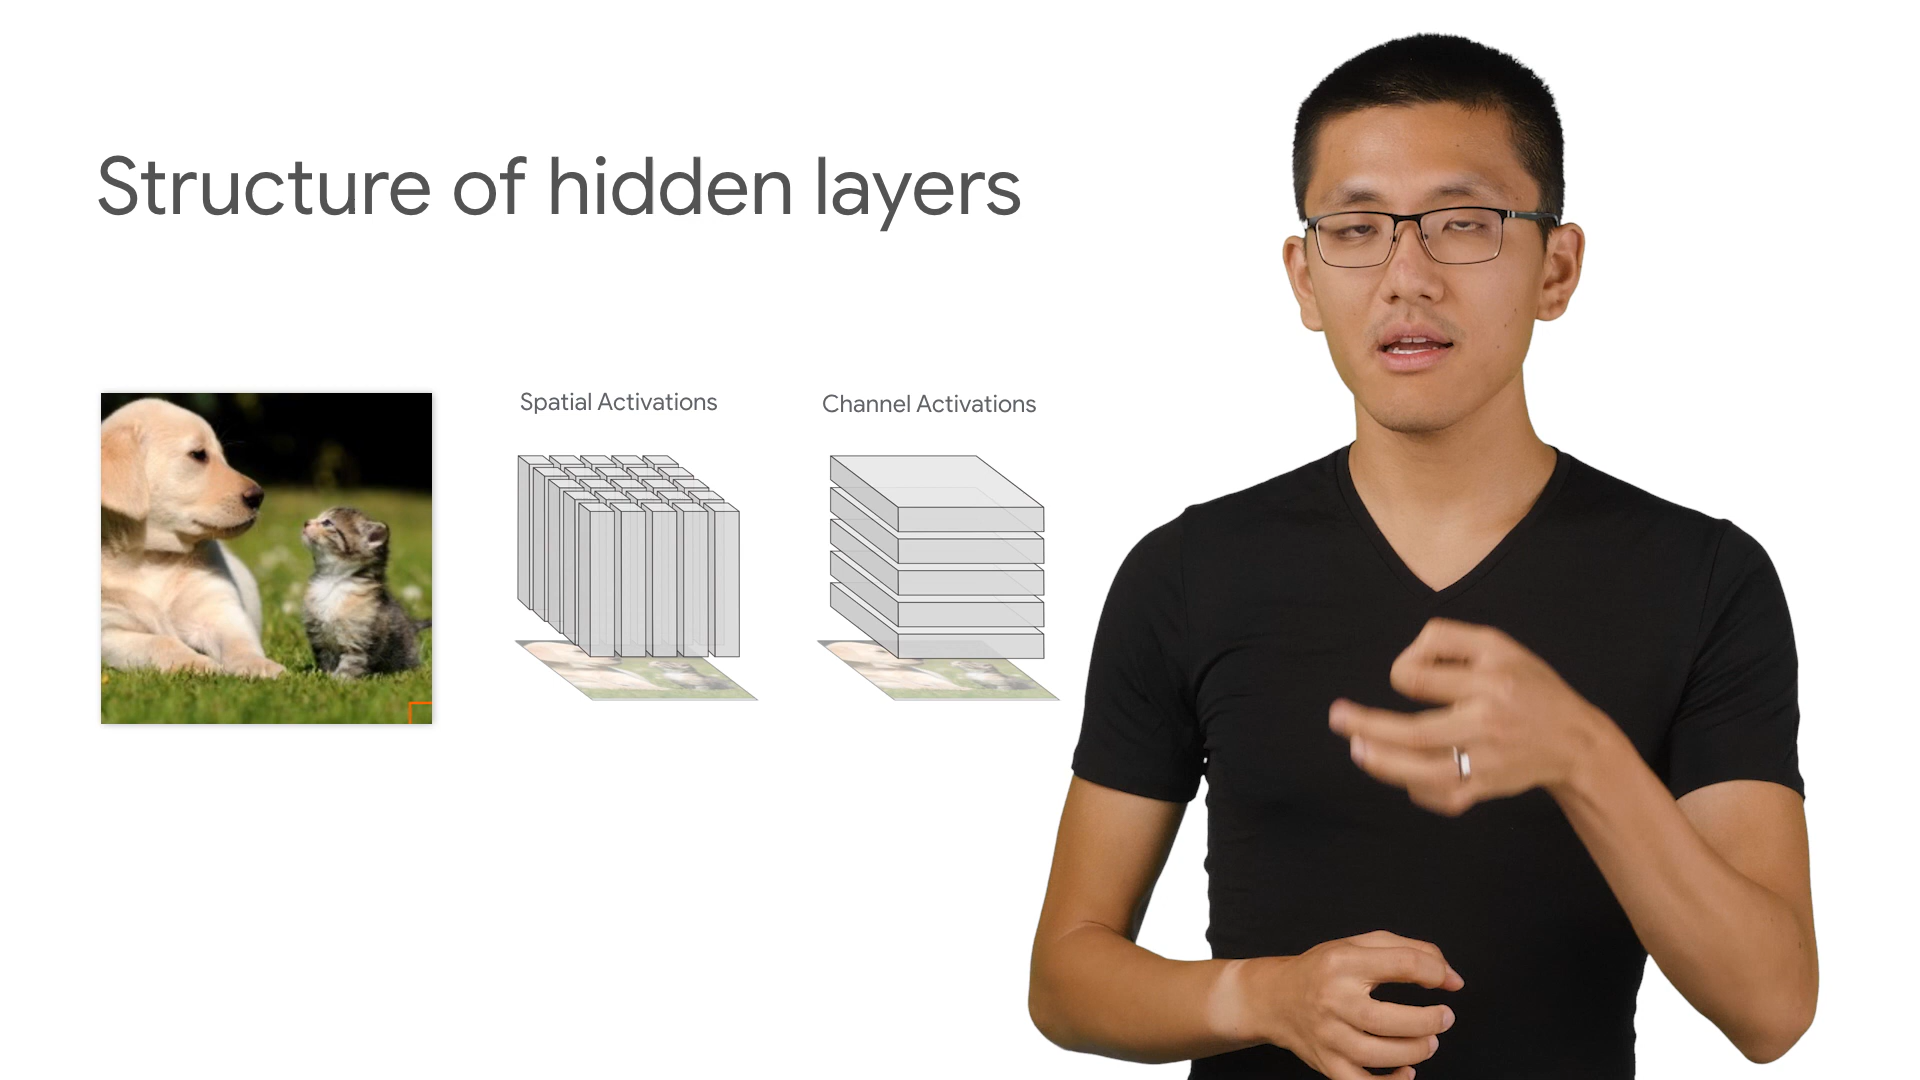 Structure of hidden layers
Spatial Activations
Channel Activations